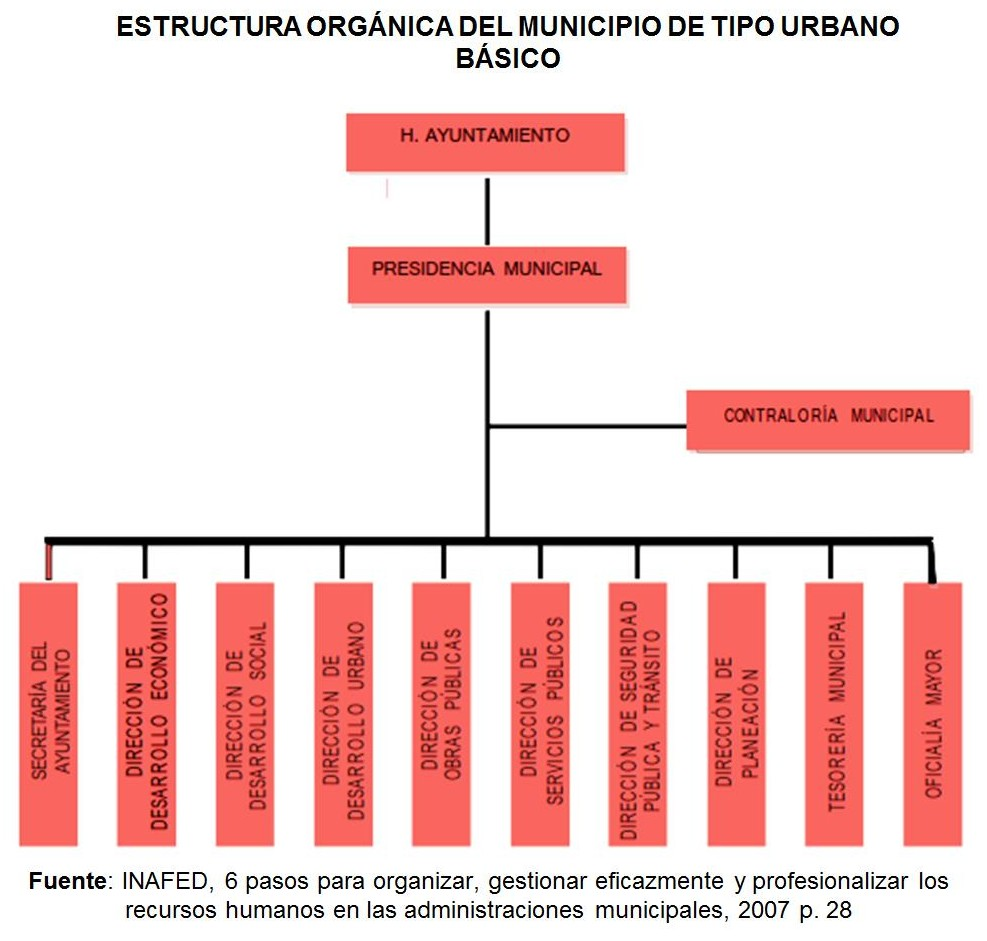 ESTRUCTURA ORGÁNICA DEL MUNICIPIO DE TIPO URBANO
BÁSICO
H. AYUNTAMIENTO
PRESIDENCIA MUNICIPAL
CONTRALORÍA MUNICIPAL
SECRETARÍA DEL
AYUNTAMIENTO
DIRECCIÓN DE
DESARROLLO ECONÓMICO
DIRECCIÓN DE
DESARROLLO SOCIAL
DIRECCIÓN DE
DESARROLLO URBANO
DIRECCIÓN DE
OBRAS PÚBLICAS
DIRECCIÓN DE
SERVICIOS PÚBLICOS
DIRECCIÓN DE SEGURIDAD
PÚBLICA Y TRÁNSITO
DIRECCIÓN DE
PLANEACIÓN
TESORERÍA MUNICIPAL
OFICIALÍA MAYOR
Fuente: INAFED, 6 pasos para organizar, gestionar eficazmente y profesionalizar los
recursos humanos en las administraciones municipales, 2007 p. 28